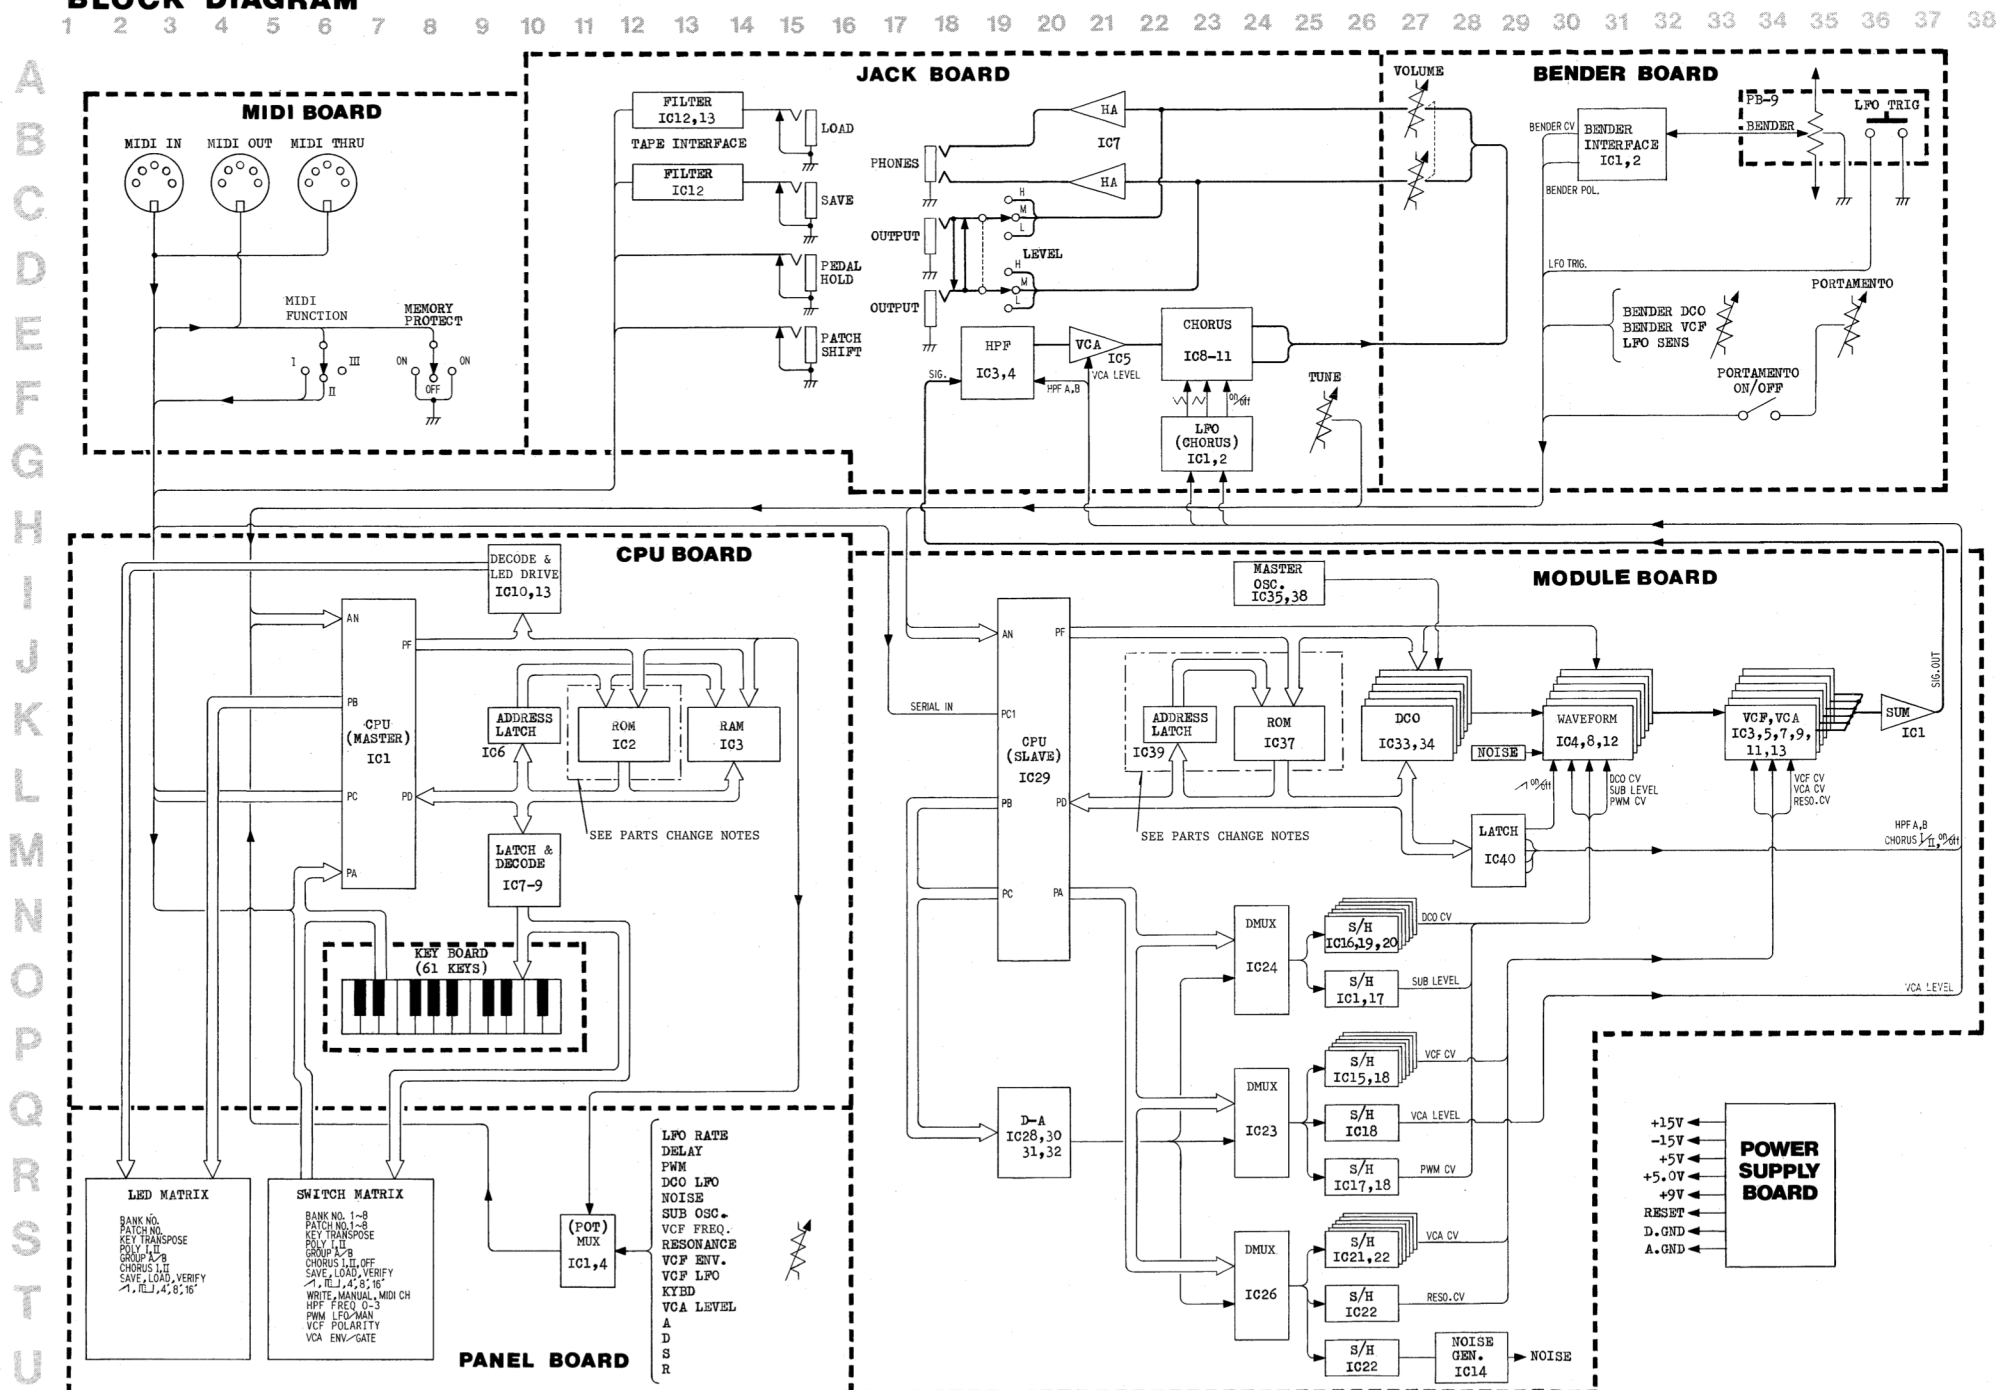 BLOCK DIAGRAM
1 2 3 4 5 6 7 8 9 10 11 12 13 14 15 16 17 18 19 20 21 22 23 24 25 26 27 28 29 30 31 32 33 34 35 36 37 38
A
B
C
D
E
F
G
H
I
J
K
L
M
N
O
P
Q
R
S
T
U
MIDI BOARD
MIDI IN
MIDI OUT
MIDI THRU
MIDI
FUNCTION
I
II
III
MEMORY
PROTECT
ON
OFF
ON
JACK BOARD
FILTER
IC12,13
TAPE INTERFACE
FILTER
IC12
LOAD
SAVE
PEDAL
HOLD
PATCH
SHIFT
PHONES
OUTPUT
OUTPUT
H
M
L
LEVEL
H
M
L
HA
IC7
HA
VOLUME
SIG.
HPF
IC3,4
HPF A,B
VCA
IC5
VCA LEVEL
CHORUS
IC8-11
on/off
LFO
(CHORUS)
IC1,2
TUNE
BENDER BOARD
BENDER CV
BENDER
INTERFACE
IC1,2
BENDER POL.
PB-9
BENDER
LFO TRIG
LFO TRIG.
BENDER DCO
BENDER VCF
LFO SENS
PORTAMENTO
PORTAMENTO
ON/OFF
CPU BOARD
DECODE &
LED DRIVE
IC10,13
AN
PF
PB
CPU
(MASTER)
IC1
PC
PD
PA
ADDRESS
LATCH
IC6
ROM
IC2
RAM
IC3
SEE PARTS CHANGE NOTES
LATCH &
DECODE
IC7-9
KEY BOARD
(61 KEYS)
MODULE BOARD
MASTER
OSC.
IC35,38
AN
PF
SERIAL IN
PC1
CPU
(SLAVE)
IC29
PB
PD
PC
PA
ADDRESS
LATCH
IC39
ROM
IC37
SEE PARTS CHANGE NOTES
DCO
IC33,34
NOISE
WAVEFORM
IC4,8,12
on/off
DCO CV
SUB LEVEL
PWM CV
VCF,VCA
IC3,5,7,9,
11,13
VCF CV
VCA CV
RESO.CV
SUM
IC1
SIG.OUT
LATCH
IC40
HPF A,B
CHORUS I/II, on/off
DMUX
IC24
S/H
IC16,19,20
DCO CV
S/H
IC1,17
SUB LEVEL
VCA LEVEL
D-A
IC28,30
31,32
DMUX
IC23
S/H
IC15,18
VCF CV
S/H
IC18
VCA LEVEL
S/H
IC17,18
PWM CV
DMUX
IC26
S/H
IC21,22
VCA CV
S/H
IC22
RESO.CV
S/H
IC22
NOISE
GEN.
IC14
NOISE
+15V
-15V
+5V
+5.0V
+9V
RESET
D.GND
A.GND
POWER
SUPPLY
BOARD
LED MATRIX
BANK NO.
PATCH NO.
KEY TRANSPOSE
POLY I,II
GROUP A/B
CHORUS I,II
SAVE,LOAD,VERIFY
,4',8',16'
SWITCH MATRIX
BANK NO. 1~8
PATCH NO.1~8
KEY TRANSPOSE
POLY I,II
GROUP A/B
CHORUS I,II,OFF
SAVE,LOAD,VERIFY
,4',8',16'
WRITE,MANUAL,MIDI CH
HPF FREQ 0-3
PWM LFO/MAN
VCF POLARITY
VCA ENV/GATE
(POT)
MUX
IC1,4
LFO RATE
DELAY
PWM
DCO LFO
NOISE
SUB OSC.
VCF FREQ.
RESONANCE
VCF ENV.
VCF LFO
KYBD
VCA LEVEL
A
D
S
R
PANEL BOARD